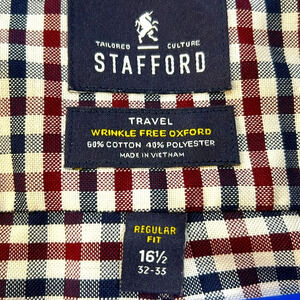 TAILORED CULTURE
STAFFORD
TRAVEL
WRINKLE FREE OXFORD
60% COTTON 40% POLYESTER
MADE IN VIETNAM
REGULAR
FIT
16½
32-33